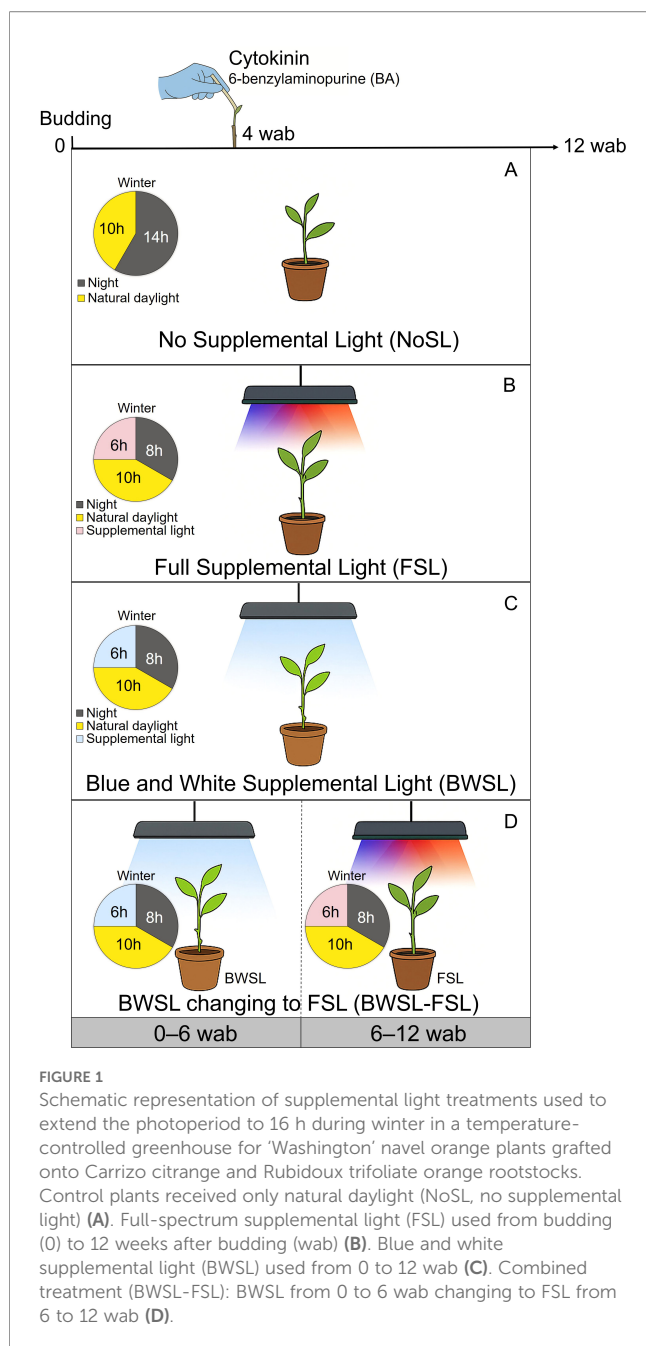 Cytokinin
6-benzylaminopurine (BA)
Budding
0
4 wab
12 wab
A
Winter
10h
14h
Night
Natural daylight
No Supplemental Light (NoSL)
B
Winter
6h
8h
10h
Night
Natural daylight
Supplemental light
Full Supplemental Light (FSL)
C
Winter
6h
8h
10h
Night
Natural daylight
Supplemental light
Blue and White Supplemental Light (BWSL)
D
Winter
6h
8h
10h
BWSL
Winter
6h
8h
10h
FSL
BWSL changing to FSL (BWSL-FSL)
0–6 wab
6–12 wab
FIGURE 1
Schematic representation of supplemental light treatments used to
extend the photoperiod to 16 h during winter in a temperature-
controlled greenhouse for ‘Washington’ navel orange plants grafted
onto Carrizo citrange and Rubidoux trifoliate orange rootstocks.
Control plants received only natural daylight (NoSL, no supplemental
light) (A). Full-spectrum supplemental light (FSL) used from budding
(0) to 12 weeks after budding (wab) (B). Blue and white
supplemental light (BWSL) used from 0 to 12 wab (C). Combined
treatment (BWSL-FSL): BWSL from 0 to 6 wab changing to FSL from
6 to 12 wab (D).